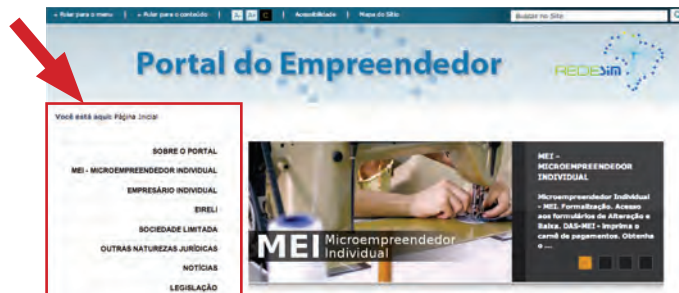 Pular para o menu | Pular para o conteúdo | A- A+ C | Acessibilidade | Mapa do Sítio
Buscar no Site
Portal do Empreendedor
REDESim
Você está aqui: Página Inicial
SOBRE O PORTAL
MEI - MICROEMPREENDEDOR INDIVIDUAL
EMPRESÁRIO INDIVIDUAL
EIRELI
SOCIEDADE LIMITADA
OUTRAS NATUREZAS JURÍDICAS
NOTÍCIAS
LEGISLAÇÃO
MEI Microempreendedor
Individual
MEI -
MICROEMPREENDEDOR
INDIVIDUAL
Microempreendedor Individual
- MEI. Formalização. Acesso
aos formulários de Alteração e
Baixa. DAS-MEI - imprima o
carnê de pagamentos. Obtenha
o ...